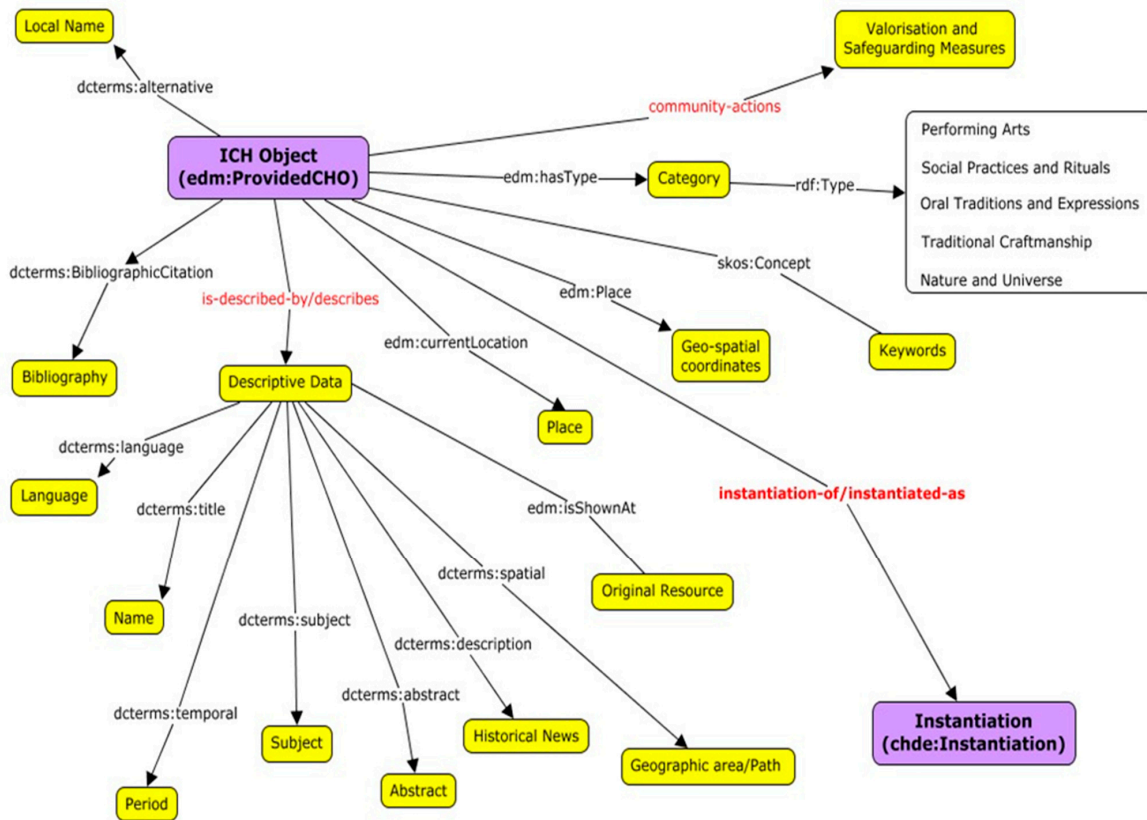 Local Name
Valorisation and
Safeguarding Measures
dcterms:alternative
community-actions
Performing Arts
Social Practices and Rituals
Oral Traditions and Expressions
Traditional Craftmanship
Nature and Universe
ICH Object
(edm:ProvidedCHO)
edm:hasType
Category
rdf:Type
dcterms:BibliographicCitation
is-described-by/describes
skos:Concept
edm:Place
edm:currentLocation
Geo-spatial
coordinates
Keywords
Bibliography
Descriptive Data
Place
dcterms:language
Language
dcterms:title
edm:isShownAt
instantiation-of/instantiated-as
dcterms:spatial
Original Resource
Name
dcterms:subject
dcterms:description
dcterms:abstract
dcterms:temporal
Subject
Historical News
Geographic area/Path
Instantiation
(chde:Instantiation)
Abstract
Period